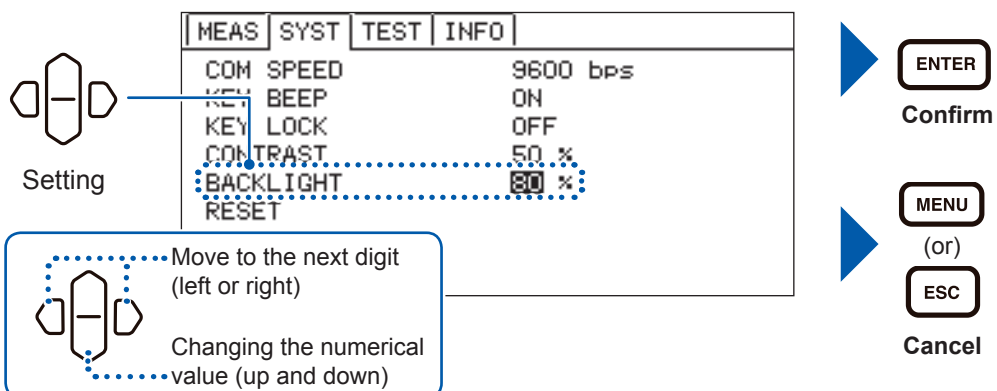 MEAS SYST TEST INFO
COM SPEED 9600 bps
KEY BEEP ON
KEY LOCK OFF
CONTRAST 50 %
BACKLIGHT 80 %
RESET
Setting
Move to the next digit
(left or right)
Changing the numerical
value (up and down)
ENTER
Confirm
MENU
(or)
ESC
Cancel